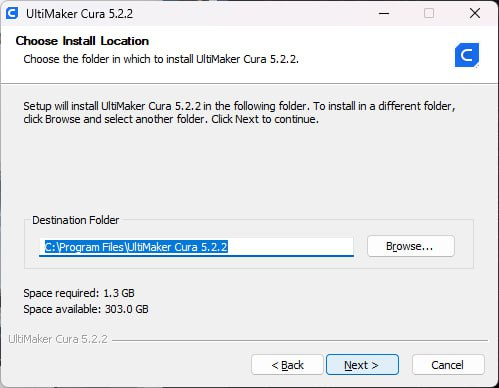 UltiMaker Cura 5.2.2
Choose Install Location
Choose the folder in which to install UltiMaker Cura 5.2.2.
Setup will install UltiMaker Cura 5.2.2 in the following folder. To install in a different folder,
click Browse and select another folder. Click Next to continue.
Destination Folder
C:\Program Files\UltiMaker Cura 5.2.2
Browse...
Space required: 1.3 GB
Space available: 303.0 GB
UltiMaker Cura 5.2.2
< Back
Next >
Cancel